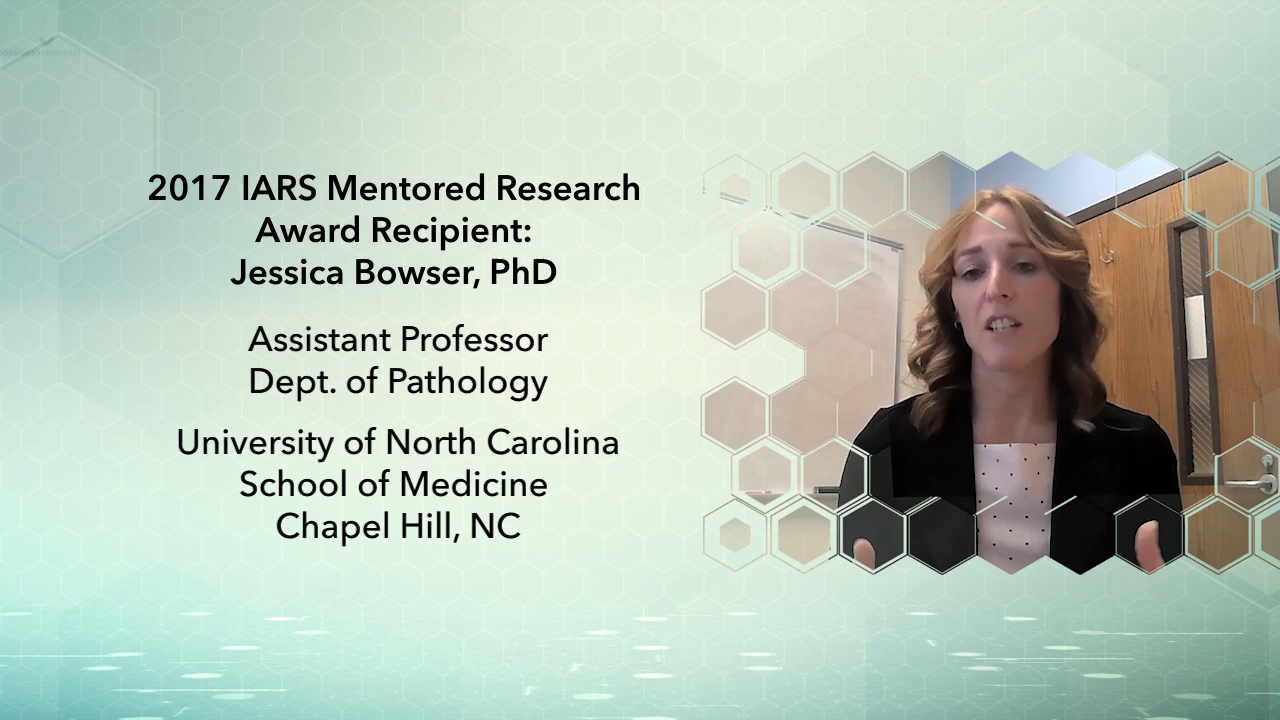 2017 IARS Mentored Research
Award Recipient:
Jessica Bowser, PhD
Assistant Professor
Dept. of Pathology
University of North Carolina
School of Medicine
Chapel Hill, NC